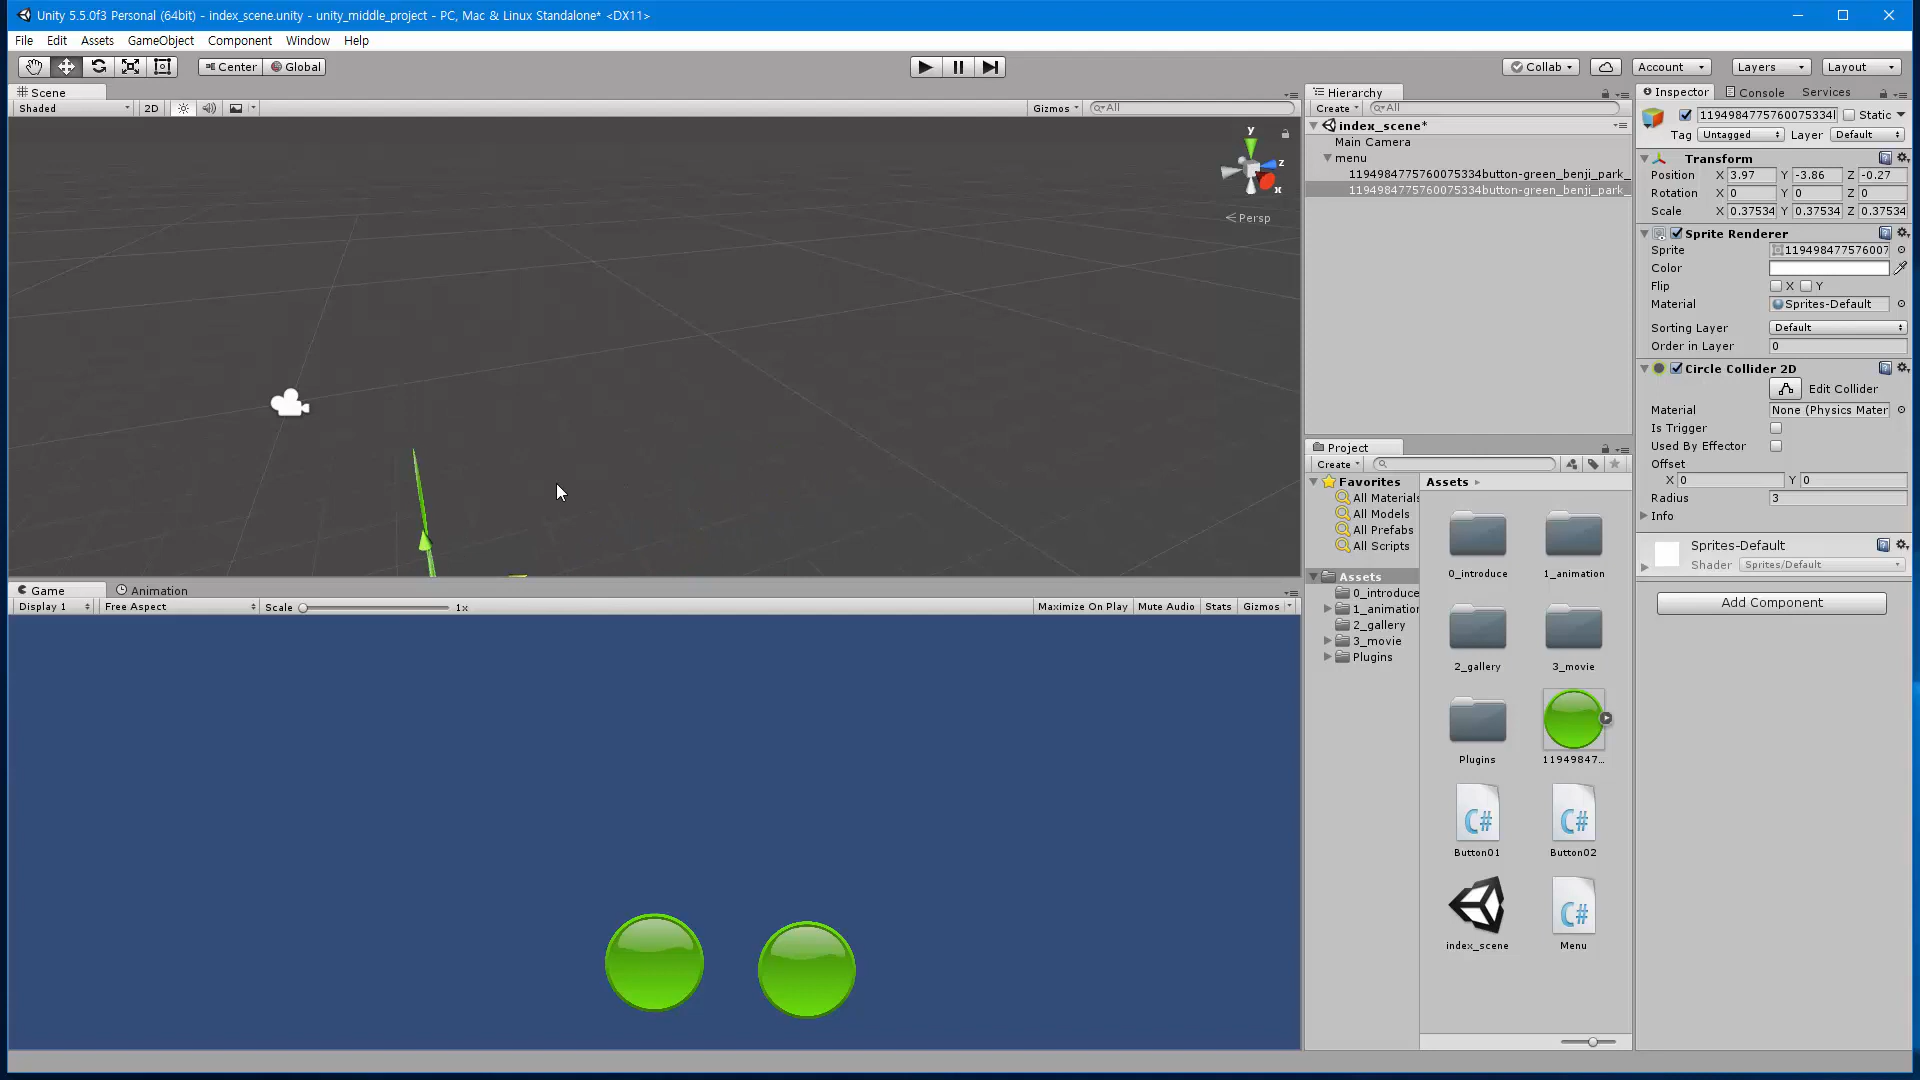 Unity 5.5.0f3 Personal (64bit) - index_scene.unity - unity_middle_project - PC, Mac & Linux Standalone* <DX11>
File Edit Assets GameObject Component Window Help
Center Global Collab Account Layers Layout
Scene
Shaded 2D Gizmos All
y
z
x
Persp
Game Animation
Display 1 Free Aspect Scale 1x Maximize On Play Mute Audio Stats Gizmos
Hierarchy
Create All
index_scene*
Main Camera
menu
1194984775760075334button-green_benji_park_
1194984775760075334button-green_benji_park_
Project
Create
Favorites
All Materials
All Models
All Prefabs
All Scripts
Assets
0_introduce
1_animation
2_gallery
3_movie
Plugins
Assets
0_introduce 1_animation
2_gallery 3_movie
Plugins 11949847...
C# C#
Button01 Button02
C#
index_scene Menu
Inspector Console Services
1194984775760075334l Static
Tag Untagged Layer Default
Transform
Position X 3.97 Y -3.86 Z -0.27
Rotation X 0 Y 0 Z 0
Scale X 0.37534 Y 0.37534 Z 0.37534
Sprite Renderer
Sprite 119498477576007
Color
Flip X Y
Material Sprites-Default
Sorting Layer Default
Order in Layer 0
Circle Collider 2D
Edit Collider
Material None (Physics Mater
Is Trigger
Used By Effector
Offset
X 0 Y 0
Radius 3
Info
Sprites-Default
Shader Sprites/Default
Add Component